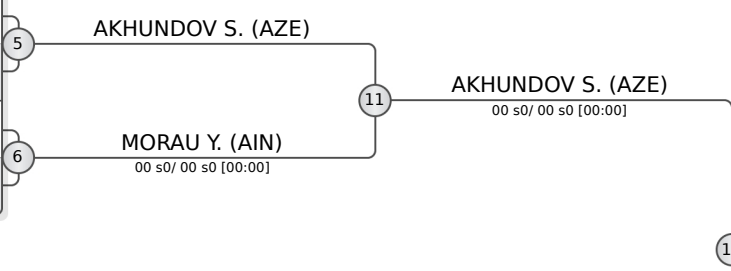 5
AKHUNDOV S. (AZE)
11
AKHUNDOV S. (AZE)
00 s0/ 00 s0 [00:00]
6
MORAU Y. (AIN)
00 s0/ 00 s0 [00:00]